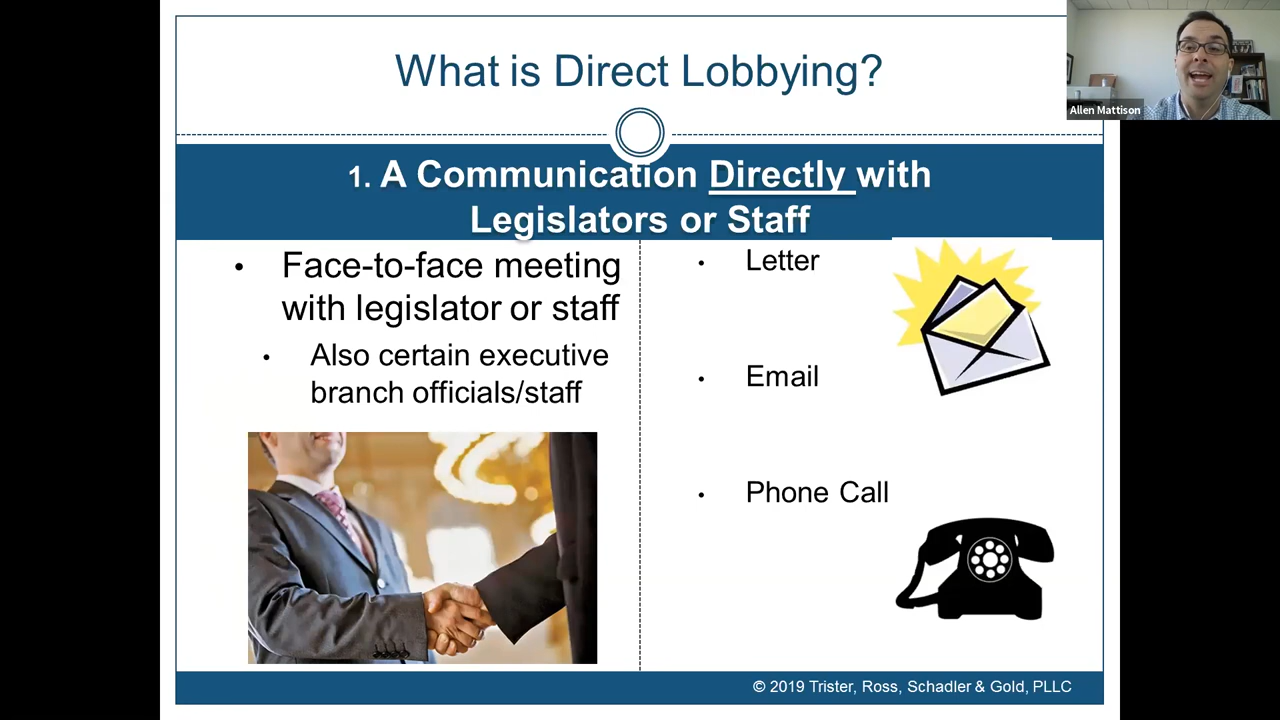 What is Direct Lobbying?
Allen Mattison
1. A Communication Directly with
Legislators or Staff
• Face-to-face meeting
with legislator or staff
• Also certain executive
branch officials/staff
• Letter
• Email
• Phone Call
© 2019 Trister, Ross, Schadler & Gold, PLLC